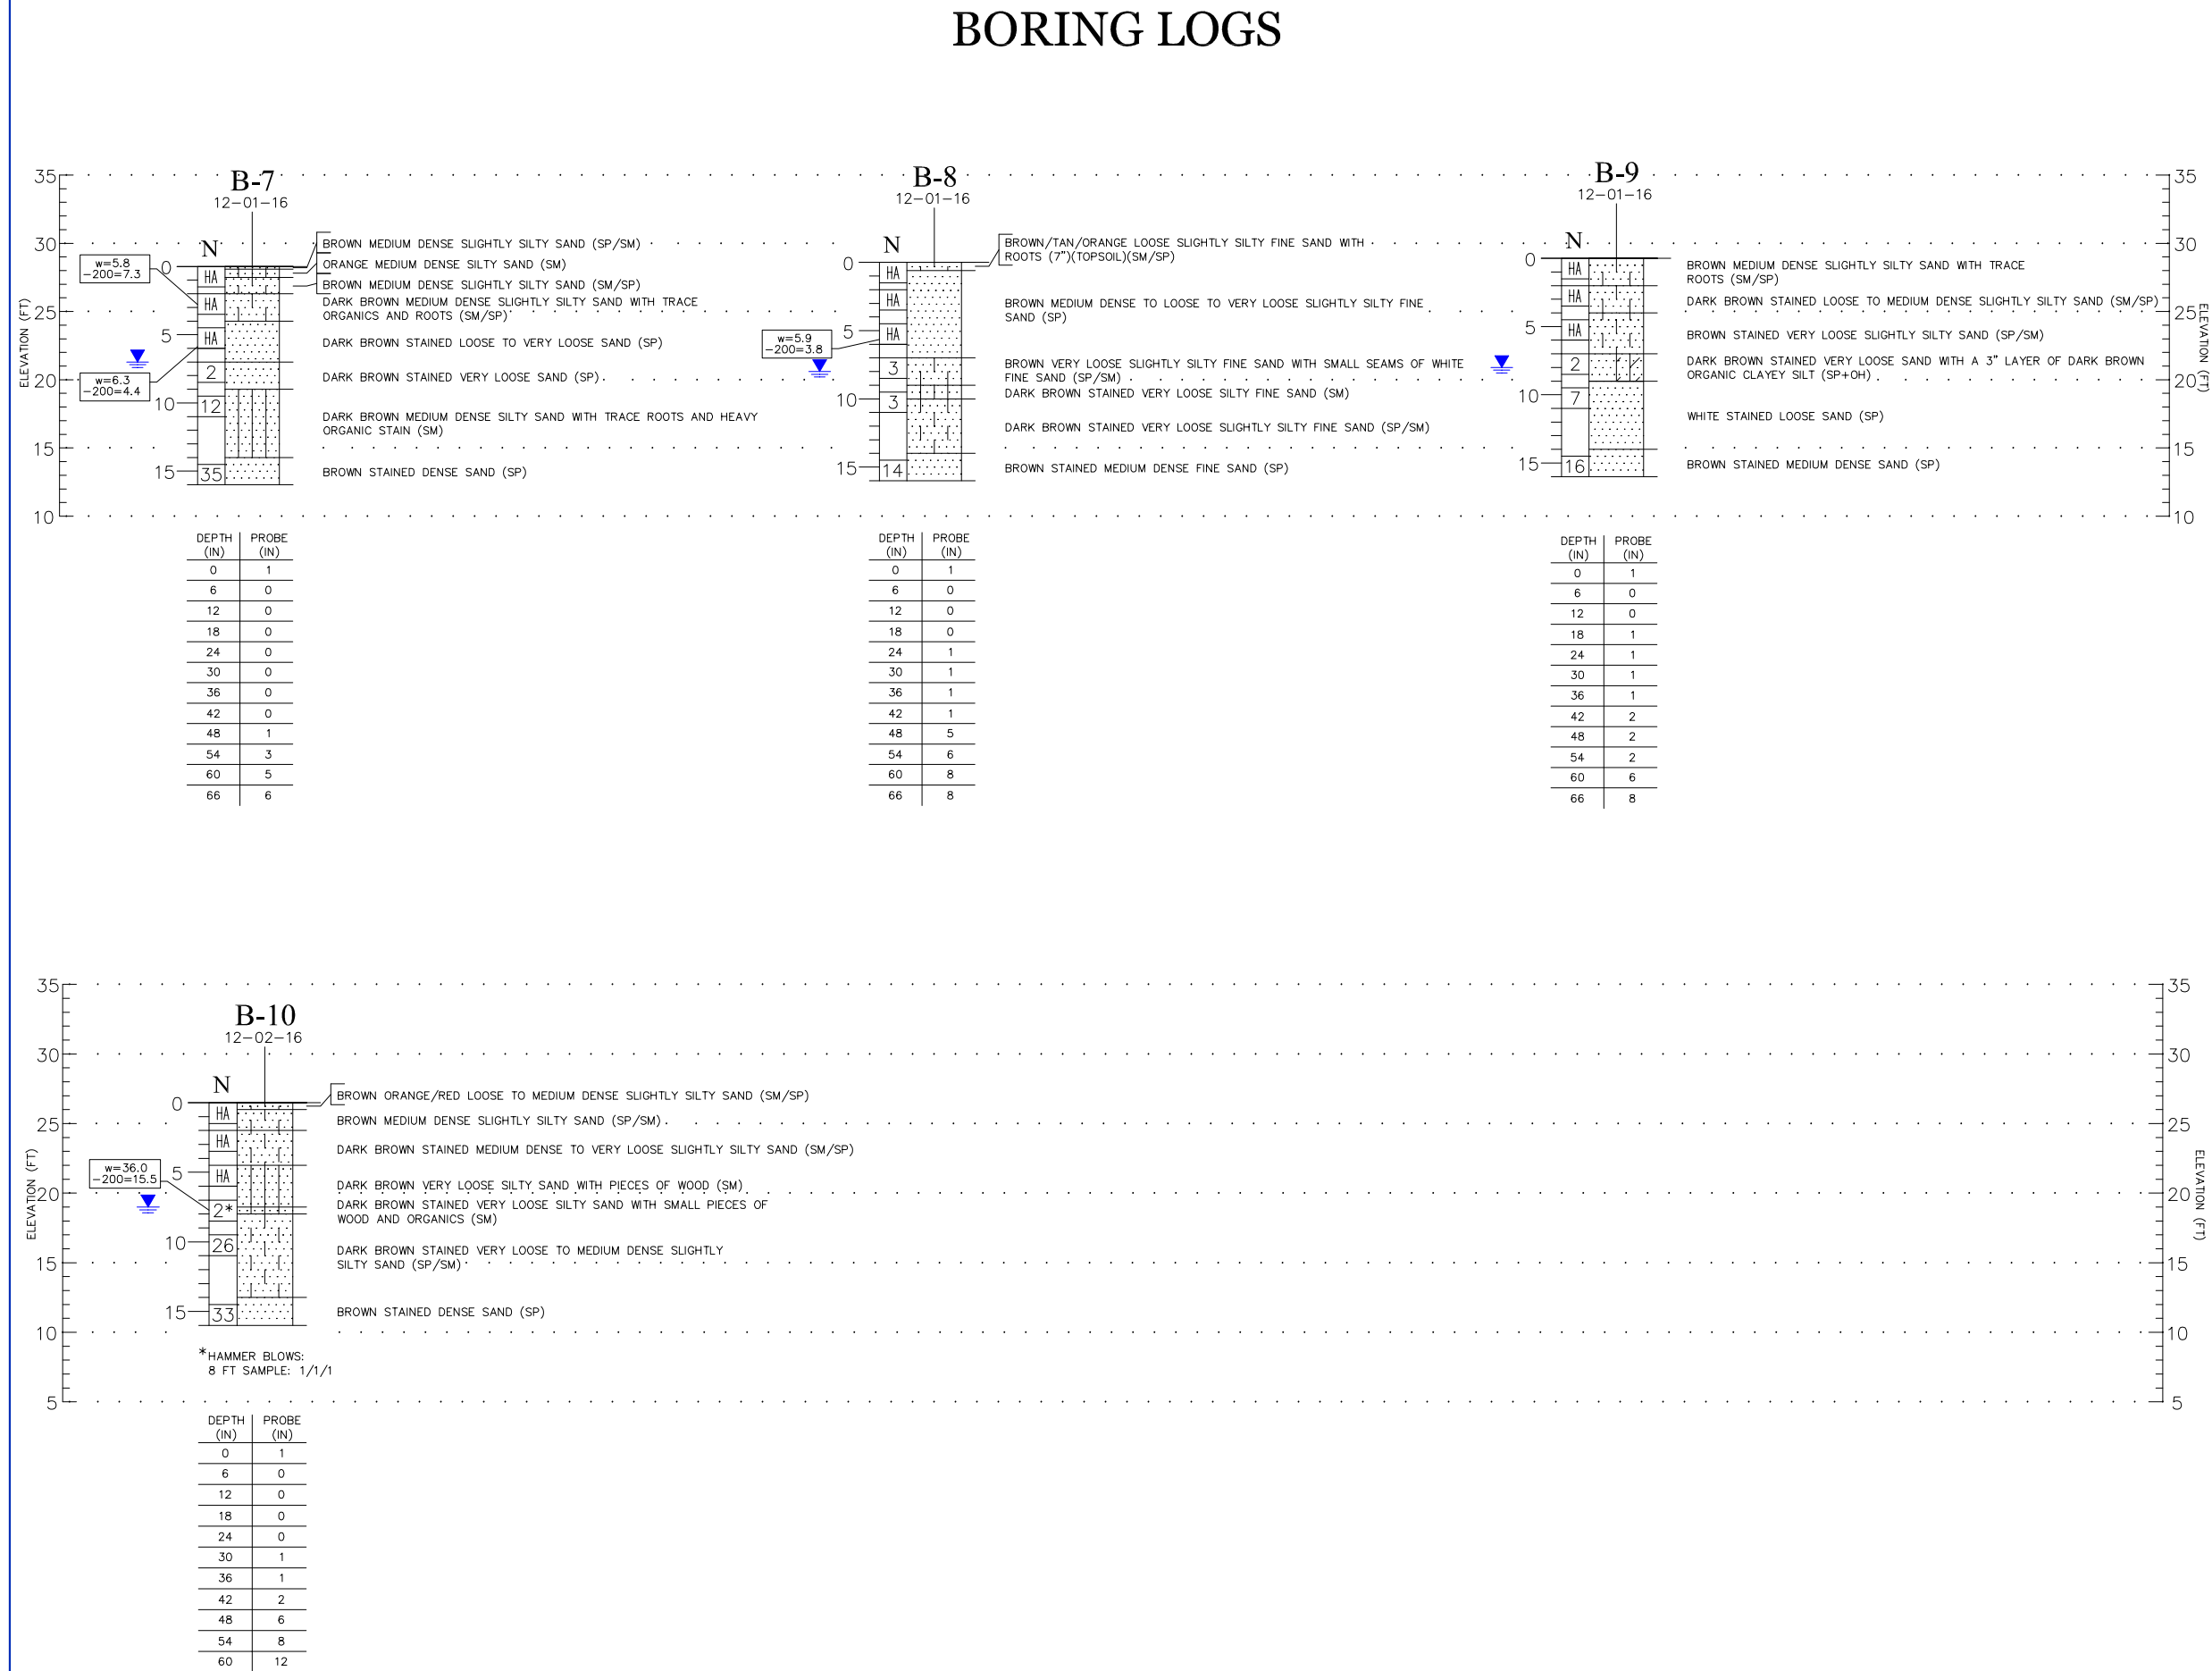 BORING LOGS
35
30
25
20
15
10
ELEVATION (FT)
B-7
12-01-16
N
0
5
10
15
HA
HA
HA
2
12
35
w=5.8
-200=7.3
w=6.3
-200=4.4
BROWN MEDIUM DENSE SLIGHTLY SILTY SAND (SP/SM)
ORANGE MEDIUM DENSE SILTY SAND (SM)
BROWN MEDIUM DENSE SLIGHTLY SILTY SAND (SM/SP)
DARK BROWN MEDIUM DENSE SLIGHTLY SILTY SAND WITH TRACE
ORGANICS AND ROOTS (SM/SP)
DARK BROWN STAINED LOOSE TO VERY LOOSE SAND (SP)
DARK BROWN STAINED VERY LOOSE SAND (SP)
DARK BROWN MEDIUM DENSE SILTY SAND WITH TRACE ROOTS AND HEAVY
ORGANIC STAIN (SM)
BROWN STAINED DENSE SAND (SP)
DEPTH PROBE
(IN) (IN)
0 1
6 0
12 0
18 0
24 0
30 0
36 0
42 0
48 1
54 3
60 5
66 6
B-8
12-01-16
N
0
5
10
15
HA
HA
HA
3
3
14
w=5.9
-200=3.8
BROWN/TAN/ORANGE LOOSE SLIGHTLY SILTY FINE SAND WITH
ROOTS (7")(TOPSOIL)(SM/SP)
BROWN MEDIUM DENSE TO LOOSE TO VERY LOOSE SLIGHTLY SILTY FINE
SAND (SP)
BROWN VERY LOOSE SLIGHTLY SILTY FINE SAND WITH SMALL SEAMS OF WHITE
FINE SAND (SP/SM)
DARK BROWN STAINED VERY LOOSE SILTY FINE SAND (SM)
DARK BROWN STAINED VERY LOOSE SLIGHTLY SILTY FINE SAND (SP/SM)
BROWN STAINED MEDIUM DENSE FINE SAND (SP)
DEPTH PROBE
(IN) (IN)
0 1
6 0
12 0
18 0
24 1
30 1
36 1
42 1
48 5
54 6
60 8
66 8
B-9
12-01-16
N
0
5
10
15
HA
HA
HA
2
7
16
BROWN MEDIUM DENSE SLIGHTLY SILTY SAND WITH TRACE
ROOTS (SM/SP)
DARK BROWN STAINED LOOSE TO MEDIUM DENSE SLIGHTLY SILTY SAND (SM/SP)
BROWN STAINED VERY LOOSE SLIGHTLY SILTY SAND (SP/SM)
DARK BROWN STAINED VERY LOOSE SAND WITH A 3" LAYER OF DARK BROWN
ORGANIC CLAYEY SILT (SP+OH)
WHITE STAINED LOOSE SAND (SP)
BROWN STAINED MEDIUM DENSE SAND (SP)
DEPTH PROBE
(IN) (IN)
0 1
6 0
12 0
18 1
24 1
30 1
36 1
42 2
48 2
54 2
60 6
66 8
35
30
25
20
15
10
ELEVATION (FT)
35
30
25
20
15
10
5
ELEVATION (FT)
B-10
12-02-16
N
0
5
10
15
HA
HA
HA
2*
26
33
w=36.0
-200=15.5
BROWN ORANGE/RED LOOSE TO MEDIUM DENSE SLIGHTLY SILTY SAND (SM/SP)
BROWN MEDIUM DENSE SLIGHTLY SILTY SAND (SP/SM)
DARK BROWN STAINED MEDIUM DENSE TO VERY LOOSE SLIGHTLY SILTY SAND (SM/SP)
DARK BROWN VERY LOOSE SILTY SAND WITH PIECES OF WOOD (SM)
DARK BROWN STAINED VERY LOOSE SILTY SAND WITH SMALL PIECES OF
WOOD AND ORGANICS (SM)
DARK BROWN STAINED VERY LOOSE TO MEDIUM DENSE SLIGHTLY
SILTY SAND (SP/SM)
BROWN STAINED DENSE SAND (SP)
*HAMMER BLOWS:
8 FT SAMPLE: 1/1/1
DEPTH PROBE
(IN) (IN)
0 1
6 0
12 0
18 0
24 0
30 1
36 1
42 2
48 6
54 8
60 12
35
30
25
20
15
10
5
ELEVATION (FT)